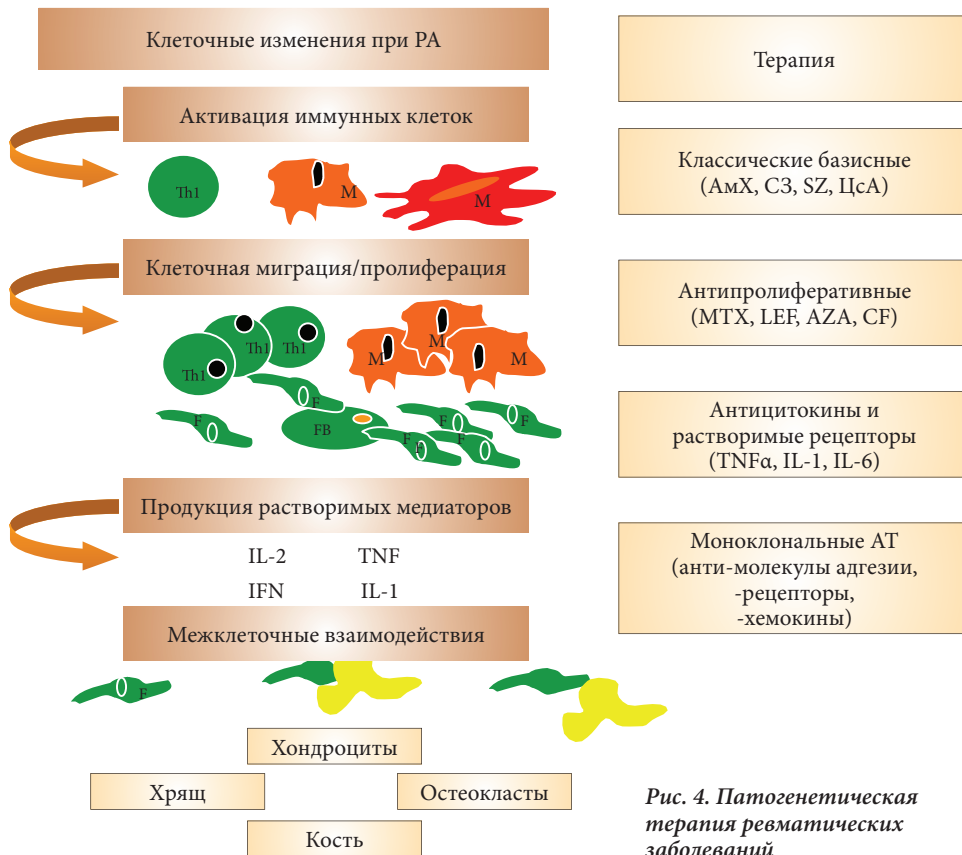 Клеточные изменения при РА
Активация иммунных клеток
Th1
М
М
Клеточная миграция/пролиферация
Th1
Th1
Th1
М
М
М
F
F
FB
F
F
F
F
F
Продукция растворимых медиаторов
IL-2 TNF
IFN IL-1
Межклеточные взаимодействия
F
Хондроциты
Хрящ
Остеокласты
Кость
Терапия
Классические базисные
(АмХ, СЗ, SZ, ЦсА)
Антипролиферативные
(MTX, LEF, AZA, CF)
Антицитокины и
растворимые рецепторы
(TNFα, IL-1, IL-6)
Моноклональные АТ
(анти-молекулы адгезии,
-рецепторы,
-хемокины)
Рис. 4. Патогенетическая
терапия ревматических
заболеваний